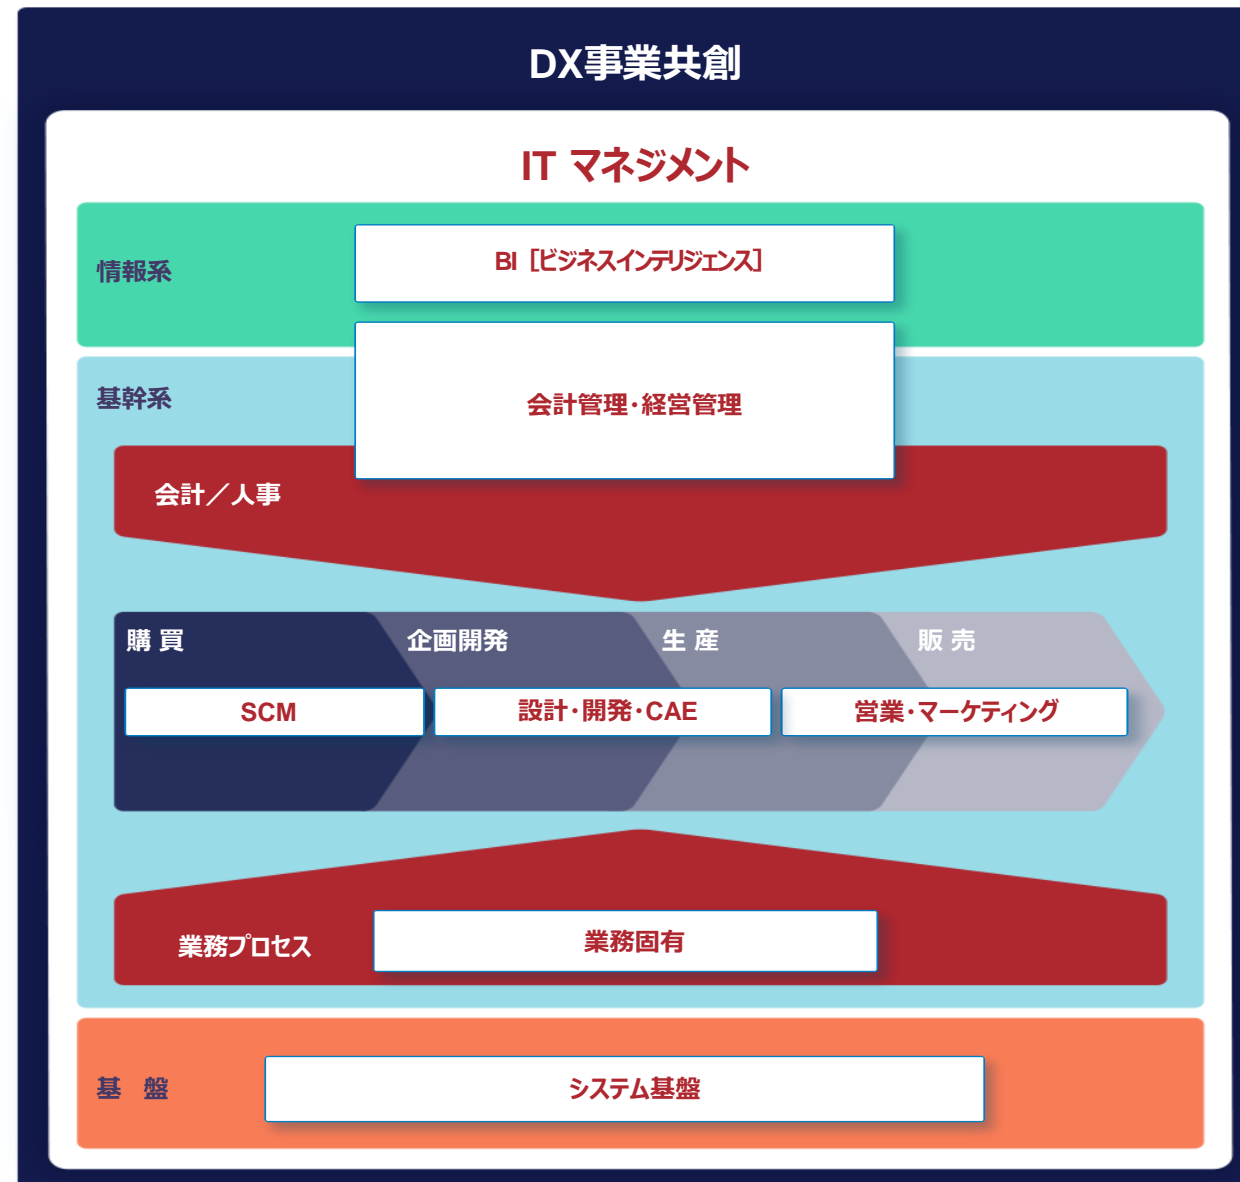 DX事業共創
IT マネジメント
情報系
BI［ビジネスインテリジェンス］
基幹系
会計管理・経営管理
会計／人事
購 買
企画開発
生 産
販 売
SCM
設計・開発・CAE
営業・マーケティング
業務プロセス
業務固有
基　盤
システム基盤